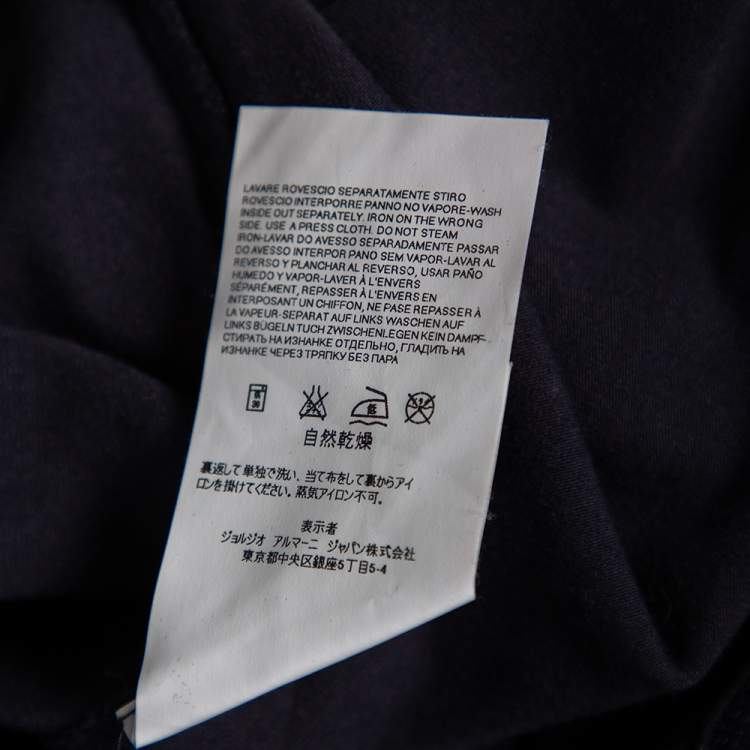 LAVARE ROVESCIO SEPARATAMENTE STIRO
ROVESCIO INTERPORRE PANNO NO VAPORE-WASH
INSIDE OUT SEPARATELY. IRON ON THE WRONG
SIDE. USE A PRESS CLOTH. DO NOT STEAM
IRON-LAVAR DO AVESSO SEPARADAMENTE PASSAR
DO AVESSO INTERPOR PANO SEM VAPOR-LAVAR AL
REVERSO Y PLANCHAR AL REVERSO, USAR PAÑO
HUMEDO Y VAPOR-LAVER À L'ENVERS
SÉPARÉMENT, REPASSER À L'ENVERS EN
INTERPOSANT UN CHIFFON, NE PASE REPASSER À
LA VAPEUR-SEPARAT AUF LINKS WASCHEN AUF
LINKS BÜGELN TUCH ZWISCHENLEGEN KEIN DAMPF-
СТИРАТЬ НА ИЗНАНКЕ ОТДЕЛЬНО, ГЛАДИТЬ НА
ИЗНАНКЕ ЧЕРЕЗ ТРЯПКУ БЕЗ ПАРА
30 低
自然乾燥
裏返して単独で洗い、当て布をして裏からアイ
ロンを掛けてください。蒸気アイロン不可。
表示者
ジョルジオ アルマーニ ジャパン株式会社
東京都中央区銀座5丁目5-4